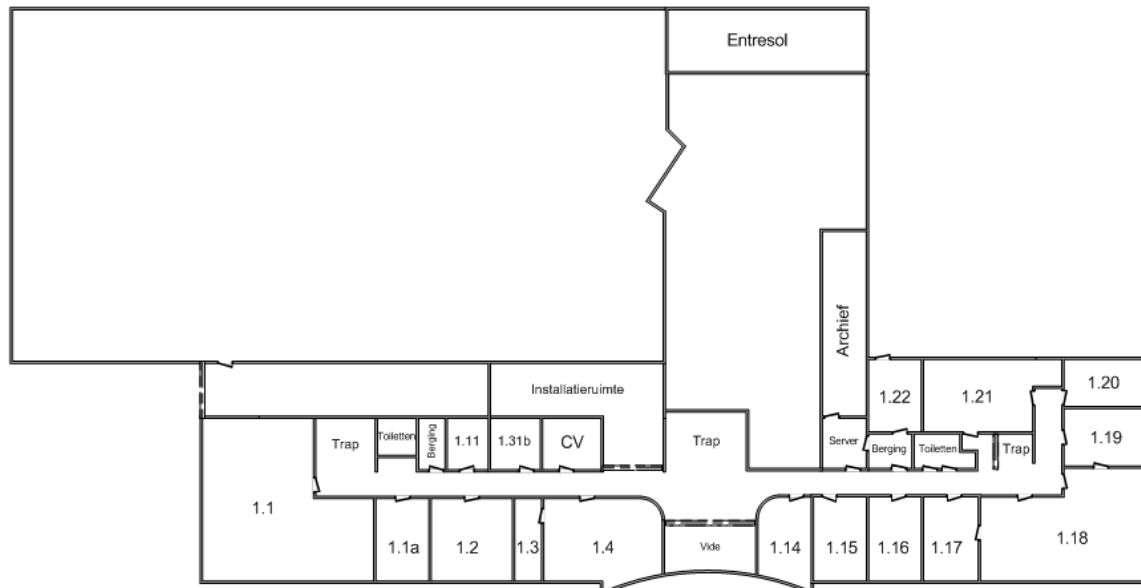 Entresol
Archief
Installatieruimte
1.22
1.21
1.20
Trap
Toiletten
Berging
1.11
1.31b
CV
Trap
Server
Berging
Toiletten
Trap
1.19
1.1
1.1a
1.2
1.3
1.4
Vide
1.14
1.15
1.16
1.17
1.18